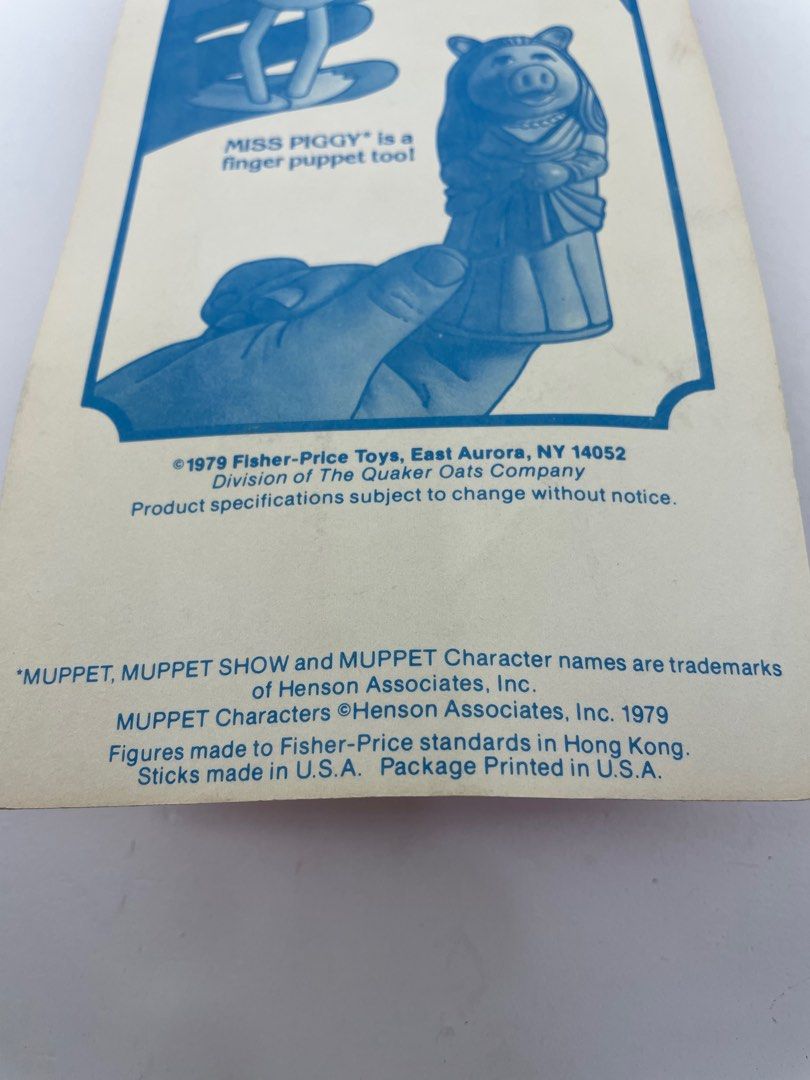 MISS PIGGY* is a
finger puppet too!
©1979 Fisher-Price Toys, East Aurora, NY 14052
Division of The Quaker Oats Company
Product specifications subject to change without notice.
*MUPPET, MUPPET SHOW and MUPPET Character names are trademarks
of Henson Associates, Inc.
MUPPET Characters ©Henson Associates, Inc. 1979
Figures made to Fisher-Price standards in Hong Kong.
Sticks made in U.S.A. Package Printed in U.S.A.